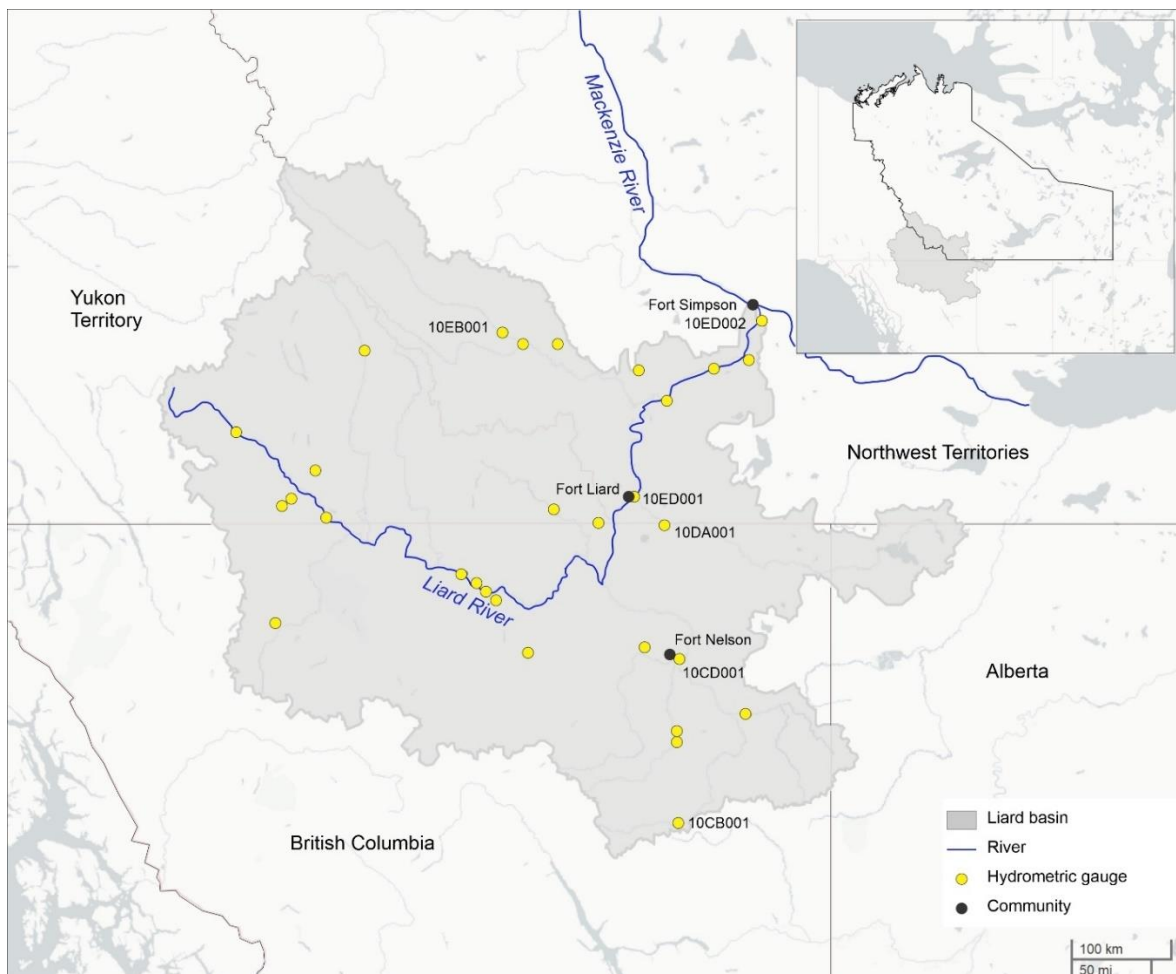 Mackenzie River
Yukon
Territory
Fort Simpson
10ED002
10EB001
Northwest Territories
Fort Liard
10ED001
10DA001
Liard River
Fort Nelson
10CD001
Alberta
10CB001
British Columbia
Liard basin
River
Hydrometric gauge
Community
100 km
50 mi